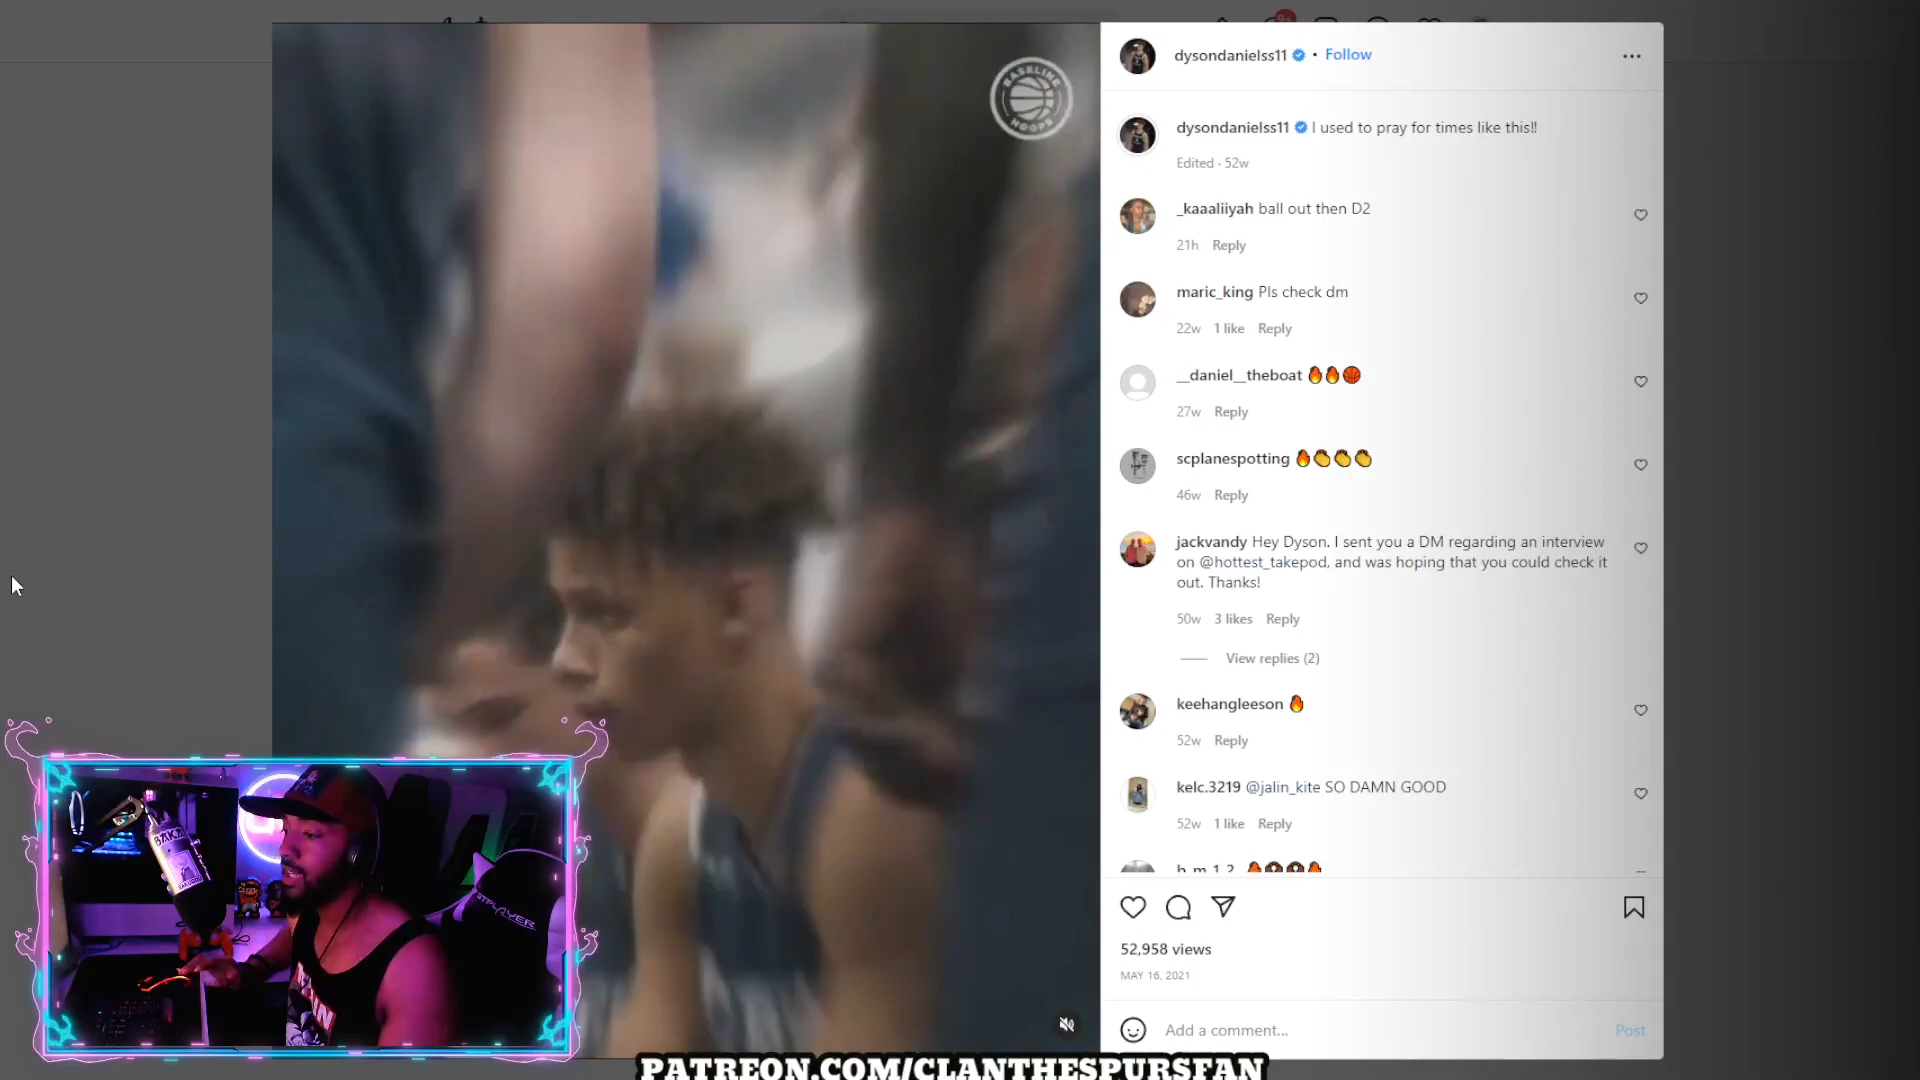 BASELINE
HOOPS
dysondanielss11 • Follow
dysondanielss11 I used to pray for times like this!!
Edited · 52w
_kaaaliiyah ball out then D2
21h Reply
maric_king Pls check dm
22w 1 like Reply
__daniel__theboat 🔥🔥🏀
27w Reply
scplanespotting 🔥👏👏👏
46w Reply
jackvandy Hey Dyson. I sent you a DM regarding an interview
on @hottest_takepod, and was hoping that you could check it
out. Thanks!
50w 3 likes Reply
View replies (2)
keehangleeson 🔥
52w Reply
kelc.3219 @jalin_kite SO DAMN GOOD
52w 1 like Reply
52,958 views
MAY 16, 2021
Add a comment... Post
BAKA
PATREON.COM/CLANTHESPURSFAN